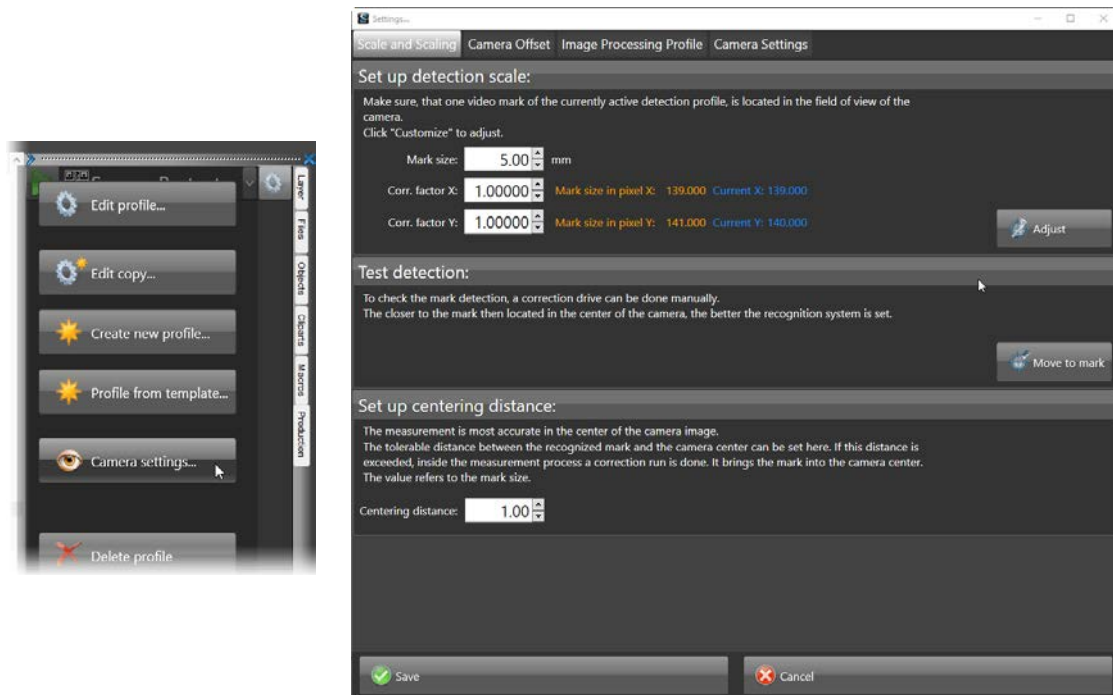 Edit profile...
Edit copy...
Create new profile...
Profile from template...
Camera settings...
Delete profile
Layer
Files
Objects
Cliparts
Macros
Production
Settings...
Scale and Scaling Camera Offset Image Processing Profile Camera Settings
Set up detection scale:
Make sure, that one video mark of the currently active detection profile, is located in the field of view of the
camera.
Click "Customize" to adjust.
Mark size: 5.00 mm
Corr. factor X: 1.00000 Mark size in pixel X: 139.000 Current X: 139.000
Corr. factor Y: 1.00000 Mark size in pixel Y: 141.000 Current Y: 140.000
Adjust
Test detection:
To check the mark detection, a correction drive can be done manually.
The closer to the mark then located in the center of the camera, the better the recognition system is set.
Move to mark
Set up centering distance:
The measurement is most accurate in the center of the camera image.
The tolerable distance between the recognized mark and the camera center can be set here. If this distance is
exceeded, inside the measurement process a correction run is done. It brings the mark into the camera center.
The value refers to the mark size.
Centering distance: 1.00
Save Cancel